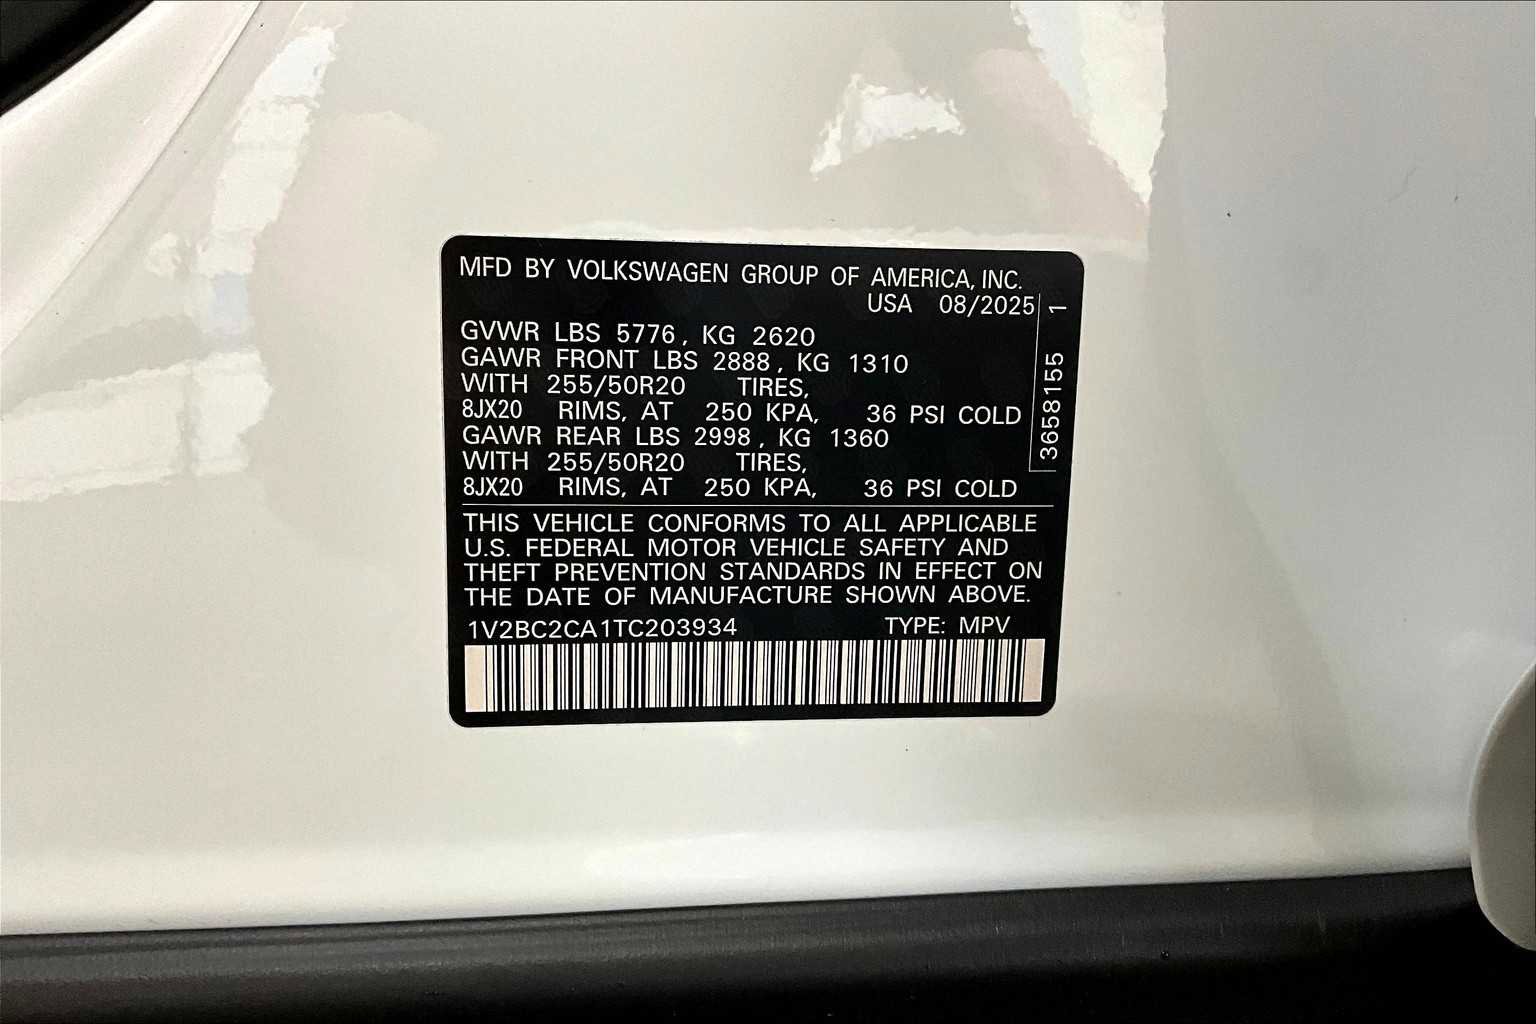 MFD BY VOLKSWAGEN GROUP OF AMERICA, INC.
USA 08/2025
GVWR LBS 5776, KG 2620
GAWR FRONT LBS 2888, KG 1310
WITH 255/50R20 TIRES,
8JX20 RIMS, AT 250 KPA, 36 PSI COLD
GAWR REAR LBS 2998, KG 1360
WITH 255/50R20 TIRES,
8JX20 RIMS, AT 250 KPA, 36 PSI COLD
3658155 1
THIS VEHICLE CONFORMS TO ALL APPLICABLE
U.S. FEDERAL MOTOR VEHICLE SAFETY AND
THEFT PREVENTION STANDARDS IN EFFECT ON
THE DATE OF MANUFACTURE SHOWN ABOVE.
1V2BC2CA1TC203934 TYPE: MPV